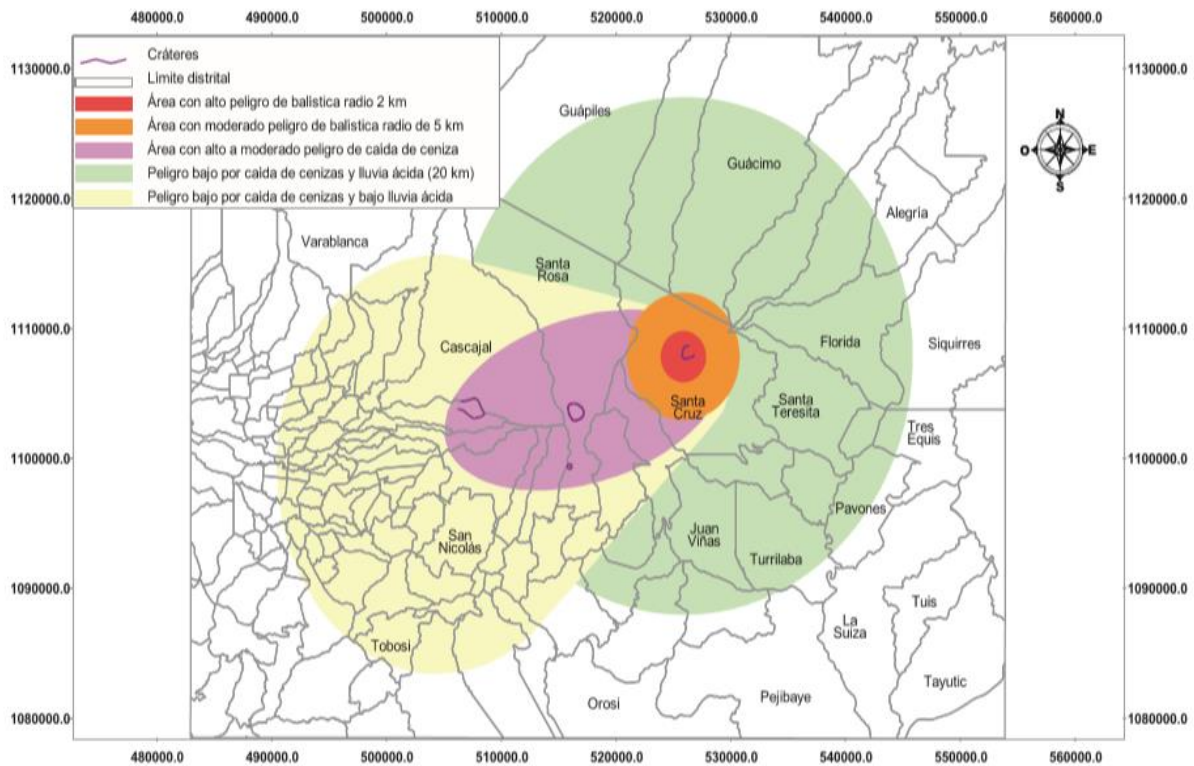 480000.0 490000.0 500000.0 510000.0 520000.0 530000.0 540000.0 550000.0 560000.0
Cráteres
Límite distrital
Área con alto peligro de balistica radio 2 km
Área con moderado peligro de balistica radio de 5 km
Área con alto a moderado peligro de caida de ceniza
Peligro bajo por caida de cenizas y lluvia ácida (20 km)
Peligro bajo por caida de cenizas y bajo lluvia ácida
1130000.0 1130000.0
Guápiles
N
O E
S
Guácimo
1120000.0 1120000.0
Alegría
Varablanca
Santa
Rosa
1110000.0 1110000.0
Cascajal
Florida
Siquirres
Santa
Cruz
Santa
Teresita
Tres
Equis
1100000.0 1100000.0
Pavones
San
Nicolás
Juan
Viñas
Turrilaba
1090000.0 1090000.0
Tuis
La
Suiza
Tobosi
Tayutic
Orosi
Pejibaye
1080000.0 1080000.0
480000.0 490000.0 500000.0 510000.0 520000.0 530000.0 540000.0 550000.0 560000.0